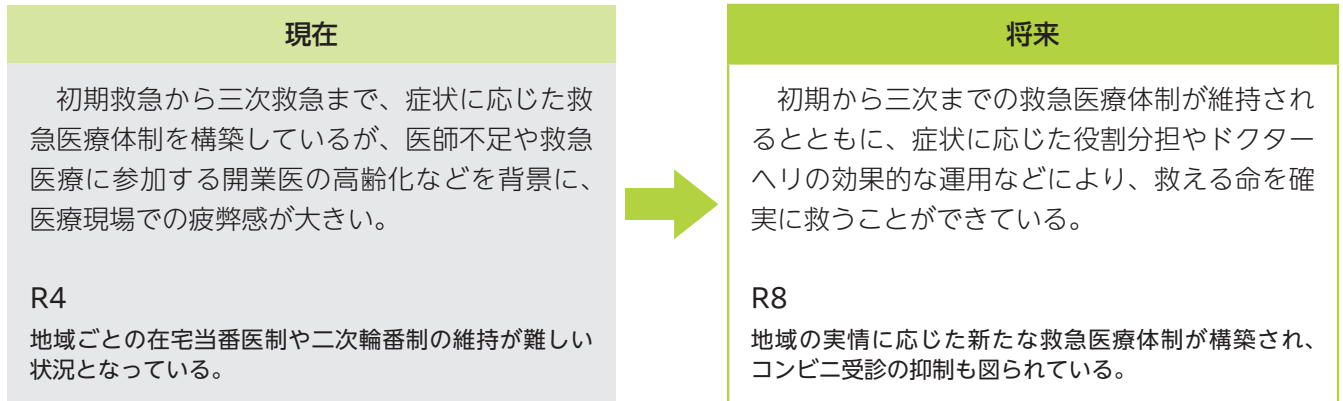 現在
初期救急から三次救急まで、症状に応じた救
急医療体制を構築しているが、医師不足や救急
医療に参加する開業医の高齢化などを背景に、
医療現場での疲弊感が大きい。
R4
地域ごとの在宅当番医制や二次輪番制の維持が難しい
状況となっている。
将来
初期から三次までの救急医療体制が維持され
るとともに、症状に応じた役割分担やドクター
ヘリの効果的な運用などにより、救える命を確
実に救うことができている。
R8
地域の実情に応じた新たな救急医療体制が構築され、
コンビニ受診の抑制も図られている。